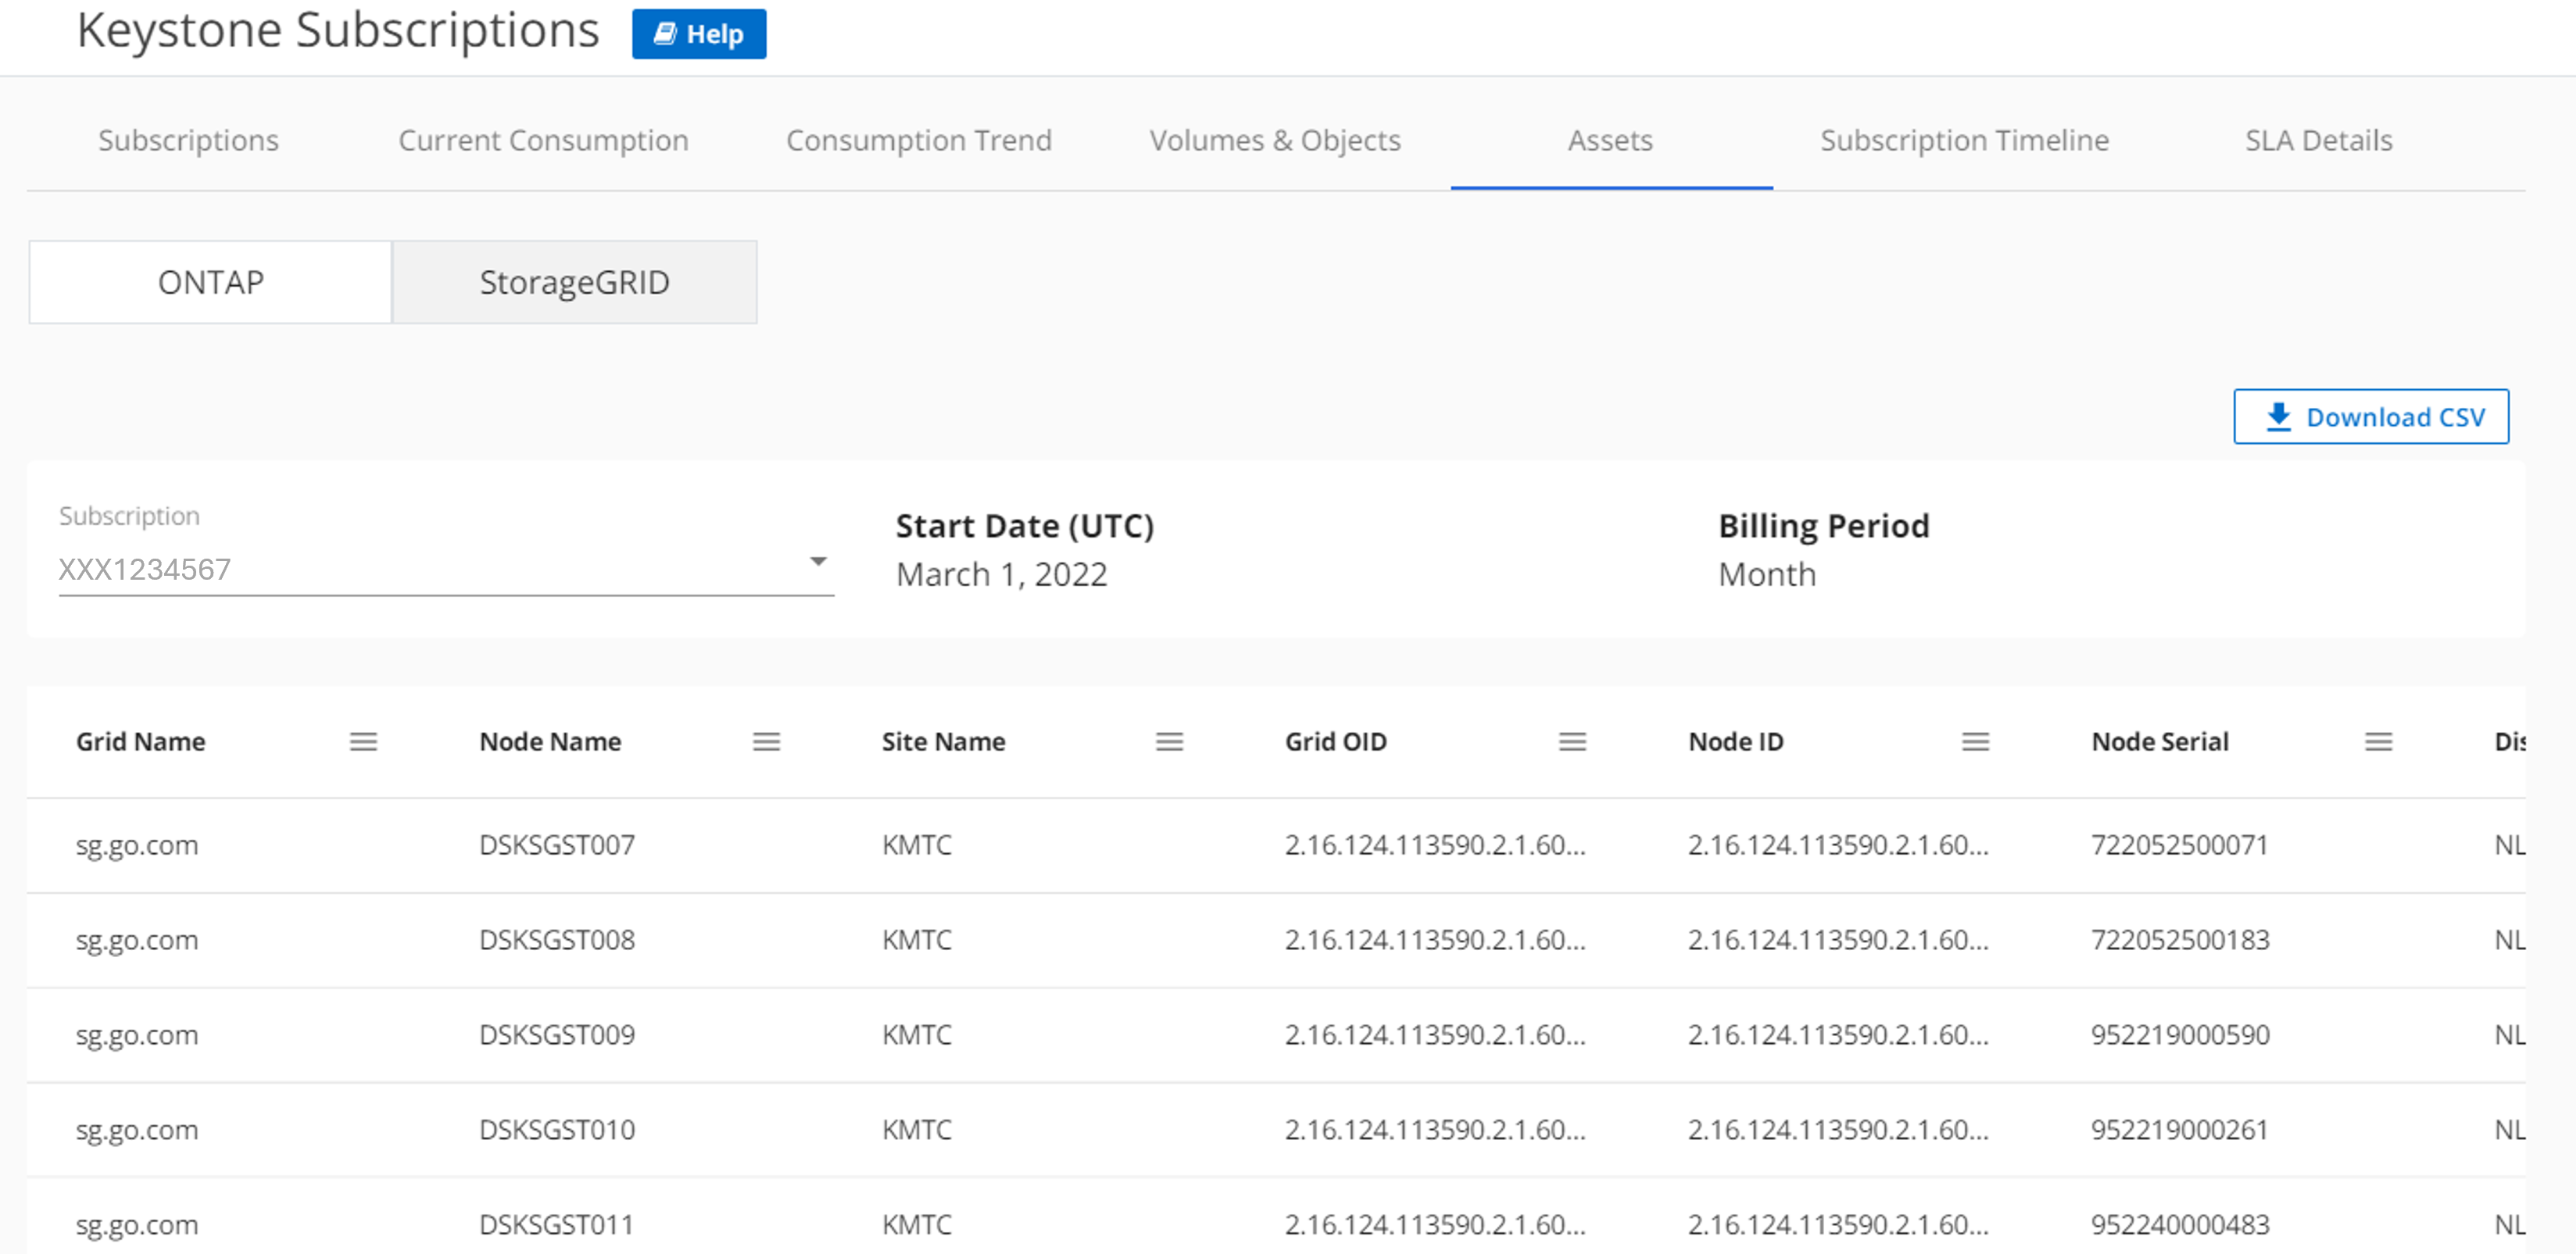 Keystone Subscriptions Help
Subscriptions Current Consumption Consumption Trend Volumes & Objects Assets Subscription Timeline SLA Details
ONTAP StorageGRID
Download CSV
Subscription
XXX1234567
Start Date (UTC)
March 1, 2022
Billing Period
Month
Grid Name Node Name Site Name Grid OID Node ID Node Serial Dis
sg.go.com DSKSGST007 KMTC 2.16.124.113590.2.1.60... 2.16.124.113590.2.1.60... 722052500071 NL
sg.go.com DSKSGST008 KMTC 2.16.124.113590.2.1.60... 2.16.124.113590.2.1.60... 722052500183 NL
sg.go.com DSKSGST009 KMTC 2.16.124.113590.2.1.60... 2.16.124.113590.2.1.60... 952219000590 NL
sg.go.com DSKSGST010 KMTC 2.16.124.113590.2.1.60... 2.16.124.113590.2.1.60... 952219000261 NL
sg.go.com DSKSGST011 KMTC 2.16.124.113590.2.1.60... 2.16.124.113590.2.1.60... 952240000483 NL